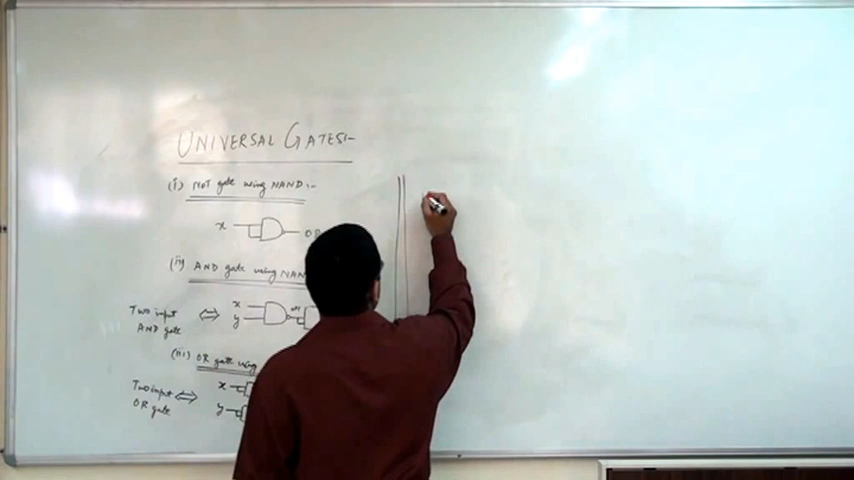 UNIVERSAL GATES:-
(i) NOT gate using NAND:-
x
(ii) AND gate using NAN
Two input
AND gate
⇔
x
y
(iii) OR gate using
Two input
OR gate
⇔
x
y